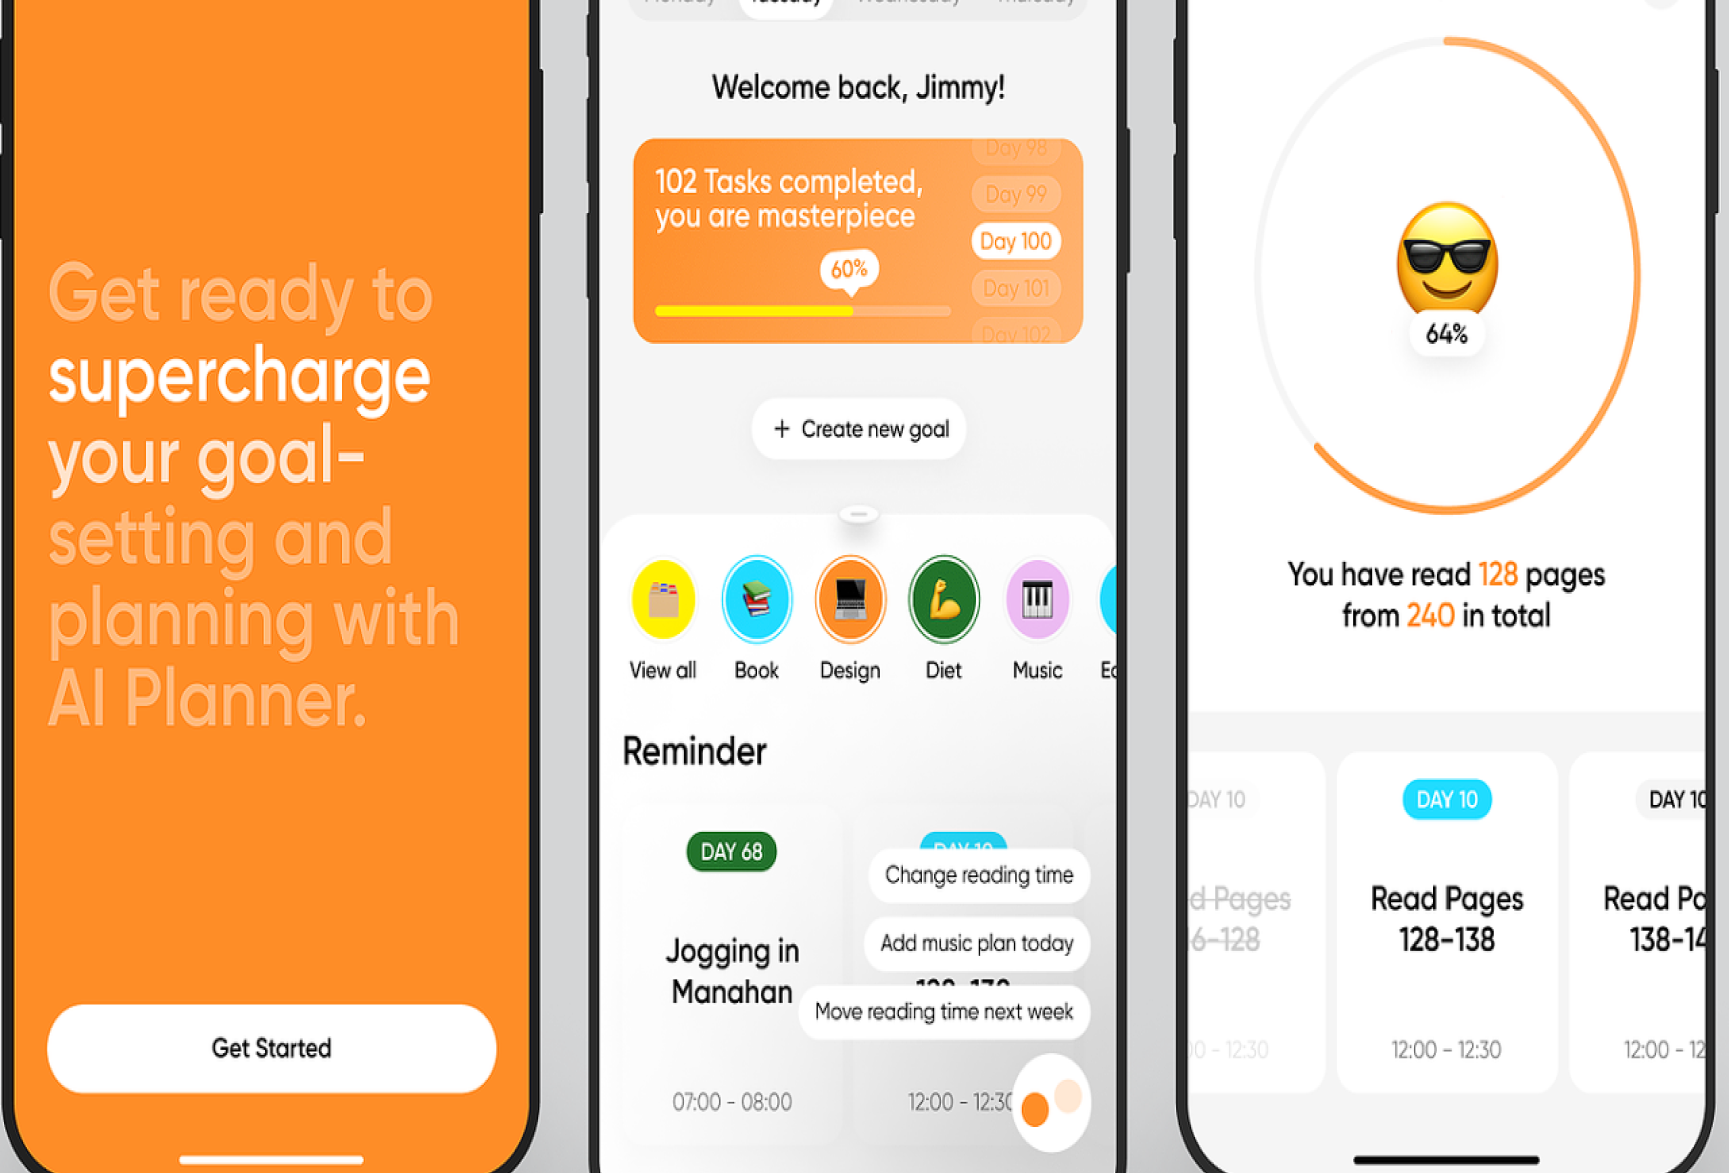 Get ready to
supercharge
your goal-
setting and
planning with
AI Planner.
Get Started
Monday Tuesday Wednesday Thursday
Welcome back, Jimmy!
102 Tasks completed,
you are masterpiece
60%
Day 98
Day 99
Day 100
Day 101
Day 102
+ Create new goal
View all Book Design Diet Music
Reminder
DAY 68
Jogging in
Manahan
07:00 - 08:00
DAY 10
Change reading time
Add music plan today
Move reading time next week
12:00 - 12:30
64%
You have read 128 pages
from 240 in total
DAY 10
d Pages
6-128
0 - 12:30
DAY 10
Read Pages
128-138
12:00 - 12:30
DAY 10
Read Pa
138-14
12:00 - 12